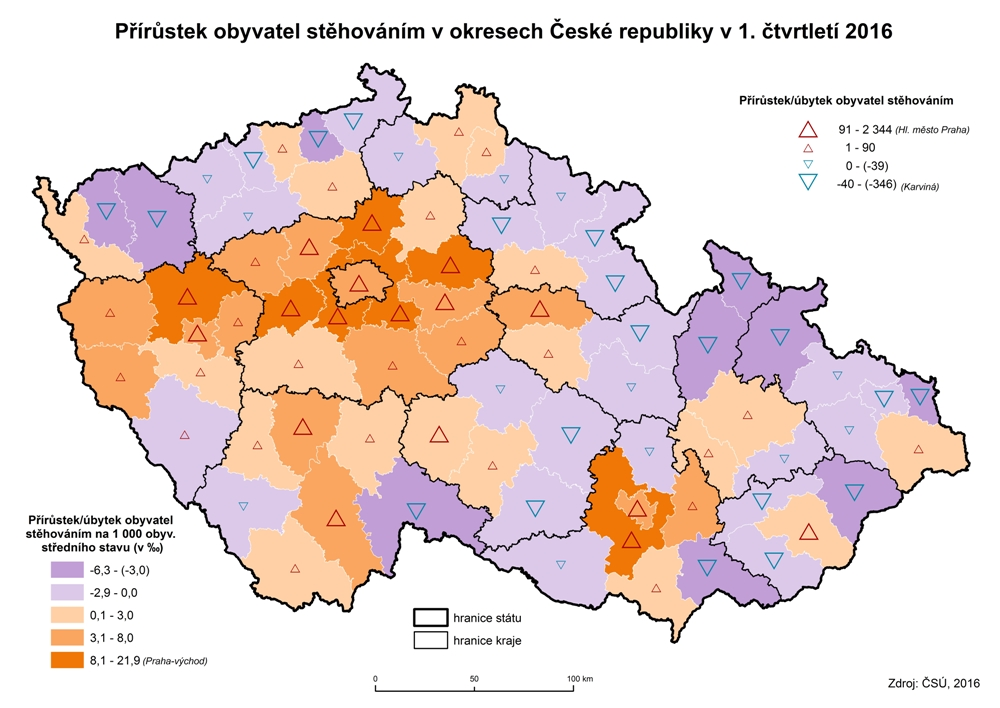 Přírůstek obyvatel stěhováním v okresech České republiky v 1. čtvrtletí 2016
Přírůstek/úbytek obyvatel stěhováním
91 - 2 344 (Hl. město Praha)
1 - 90
0 - (-39)
-40 - (-346) (Karviná)
Přírůstek/úbytek obyvatel
stěhováním na 1 000 obyv.
středního stavu (v ‰)
-6,3 - (-3,0)
-2,9 - 0,0
0,1 - 3,0
3,1 - 8,0
8,1 - 21,9 (Praha-východ)
hranice státu
hranice kraje
0 50 100 km
Zdroj: ČSÚ, 2016